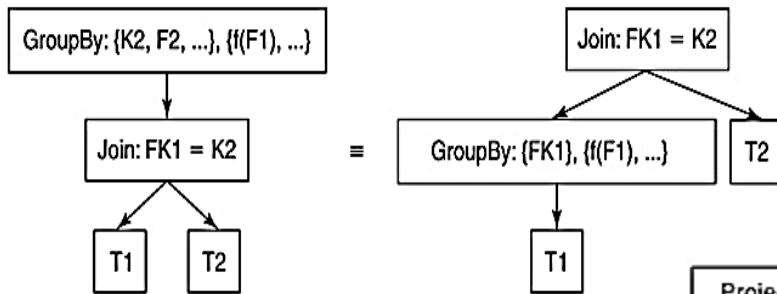 GroupBy: {K2, F2, ...}, {f(F1), ...}
Join: FK1 = K2
T1
T2
≡
Join: FK1 = K2
GroupBy: {FK1}, {f(F1), ...}
T2
T1